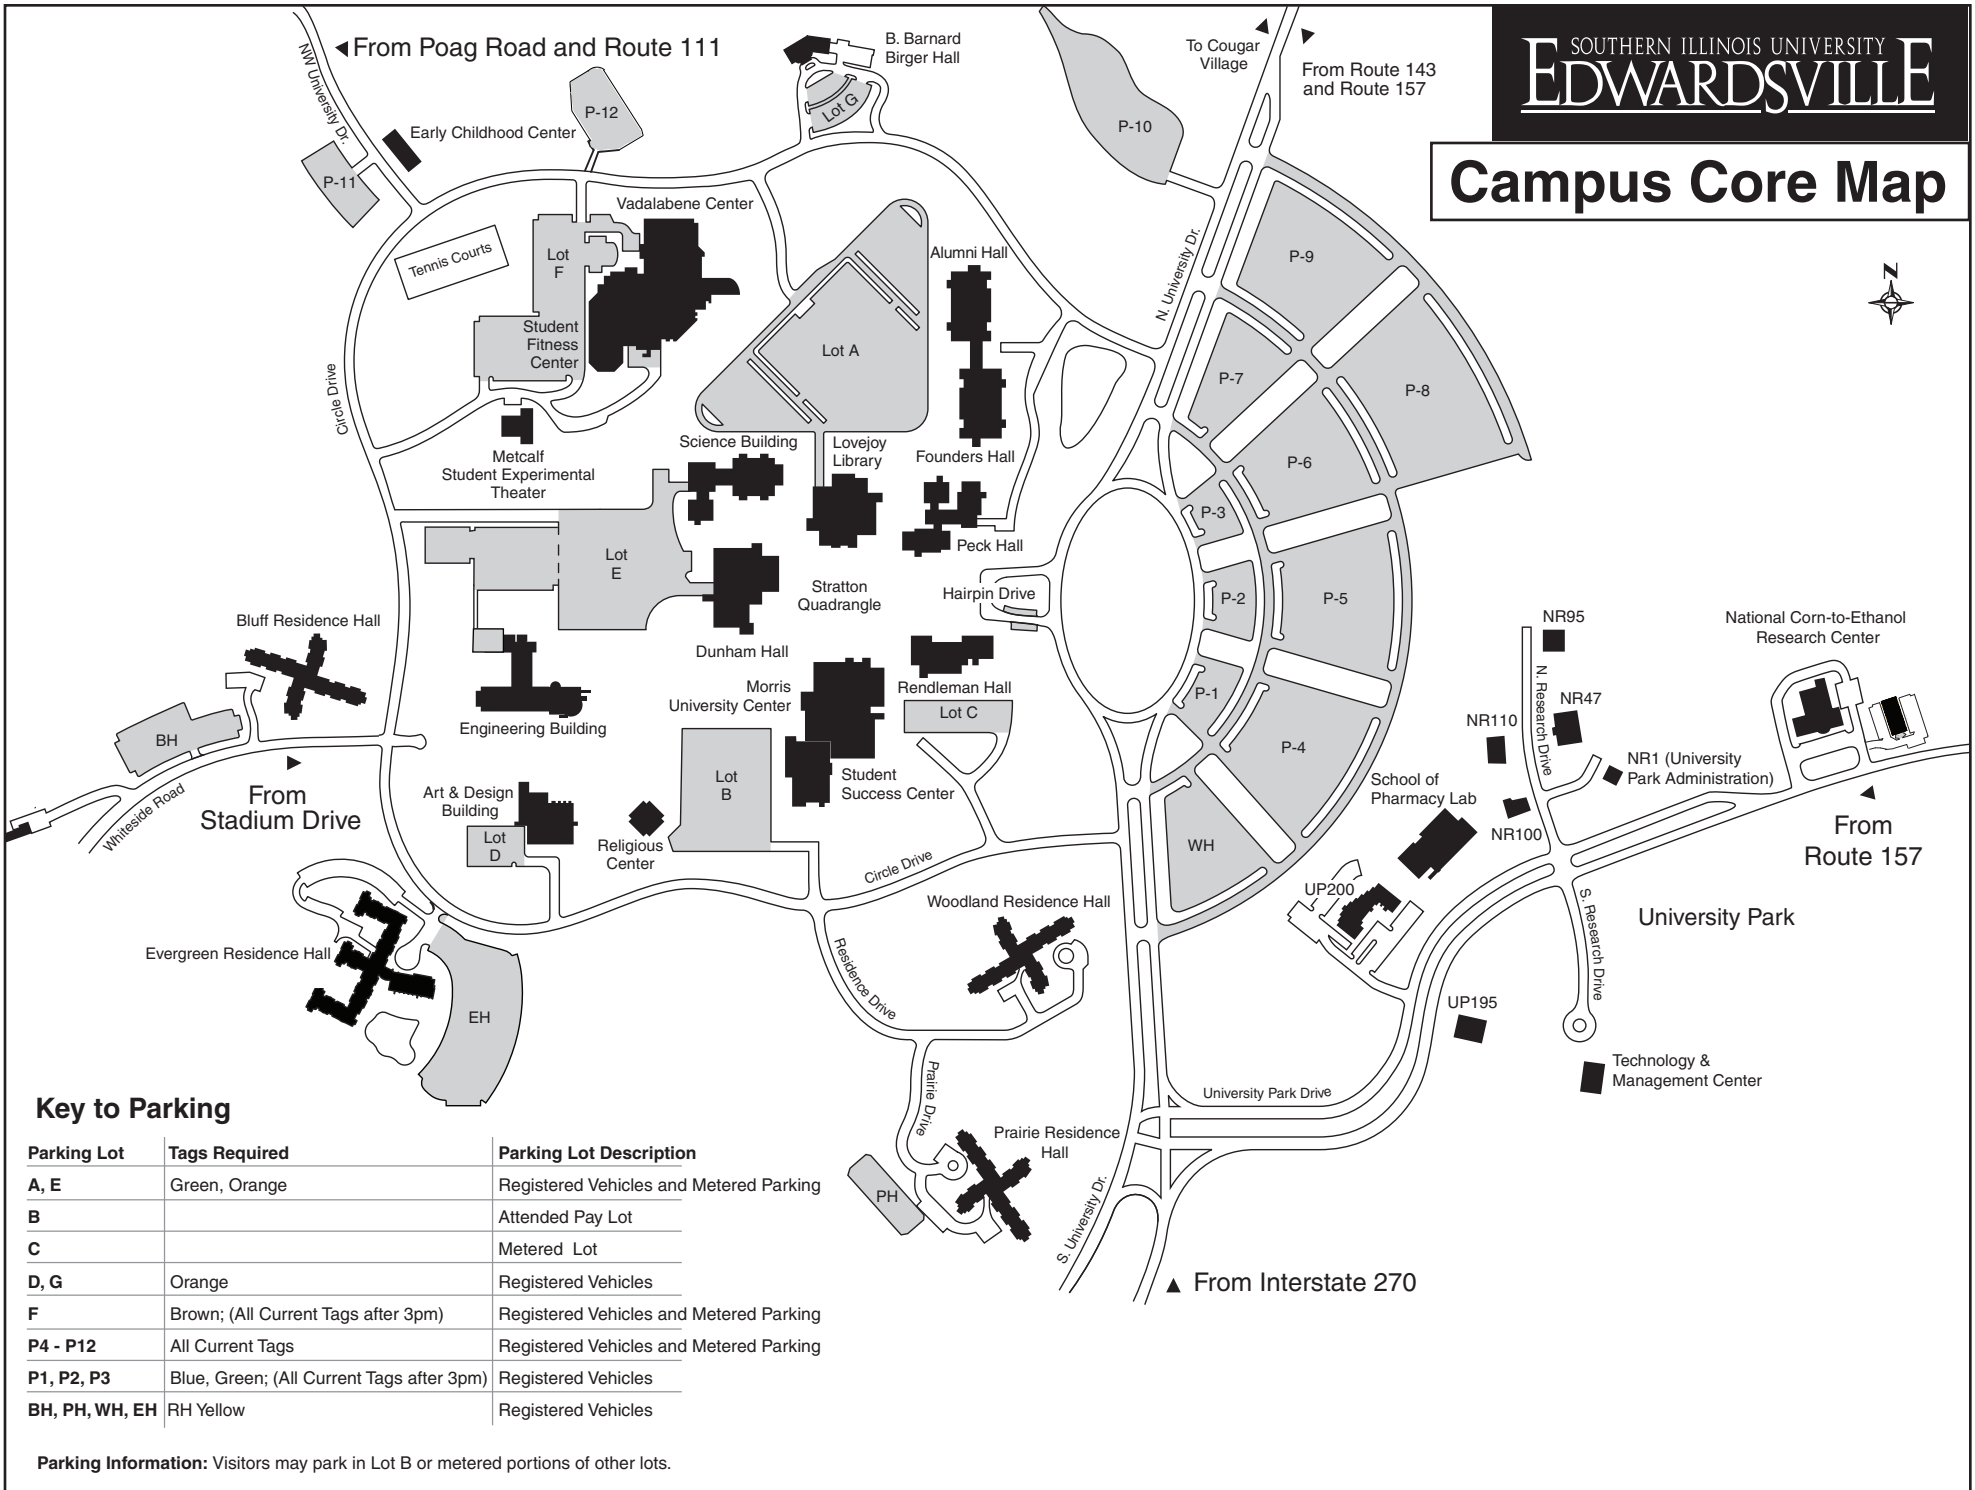 SOUTHERN ILLINOIS UNIVERSITY
EDWARDSVILLE
Campus Core Map
From Poag Road and Route 111
NW University Dr.
B. Barnard
Birger Hall
To Cougar
Village
From Route 143
and Route 157
P-12
Lot G
P-10
Early Childhood Center
P-11
Vadalabene Center
Tennis Courts
Lot
F
Alumni Hall
N. University Dr.
P-9
N
Student
Fitness
Center
Lot A
P-7
P-8
Circle Drive
Science Building
Lovejoy
Library
Founders Hall
Metcalf
Student Experimental
Theater
P-6
P-3
Peck Hall
Lot
E
Stratton
Quadrangle
Hairpin Drive
P-2
P-5
Bluff Residence Hall
NR95
National Corn-to-Ethanol
Research Center
Dunham Hall
Morris
University Center
Rendleman Hall
P-1
N. Research Drive
NR47
NR110
Engineering Building
Lot C
BH
P-4
NR1 (University
Park Administration)
Lot
B
Student
Success Center
School of
Pharmacy Lab
From
Stadium Drive
Whiteside Road
Art & Design
Building
Lot
D
Religious
Center
NR100
From
Route 157
WH
Circle Drive
UP200
Woodland Residence Hall
S. Research Drive
University Park
Evergreen Residence Hall
Residence Drive
EH
UP195
Technology &
Management Center
Prairie Drive
University Park Drive
Prairie Residence
Hall
PH
S. University Dr.
From Interstate 270
Key to Parking
Parking Lot Tags Required Parking Lot Description
A, E Green, Orange Registered Vehicles and Metered Parking
B Attended Pay Lot
C Metered Lot
D, G Orange Registered Vehicles
F Brown; (All Current Tags after 3pm) Registered Vehicles and Metered Parking
P4 - P12 All Current Tags Registered Vehicles and Metered Parking
P1, P2, P3 Blue, Green; (All Current Tags after 3pm) Registered Vehicles
BH, PH, WH, EH RH Yellow Registered Vehicles
Parking Information: Visitors may park in Lot B or metered portions of other lots.